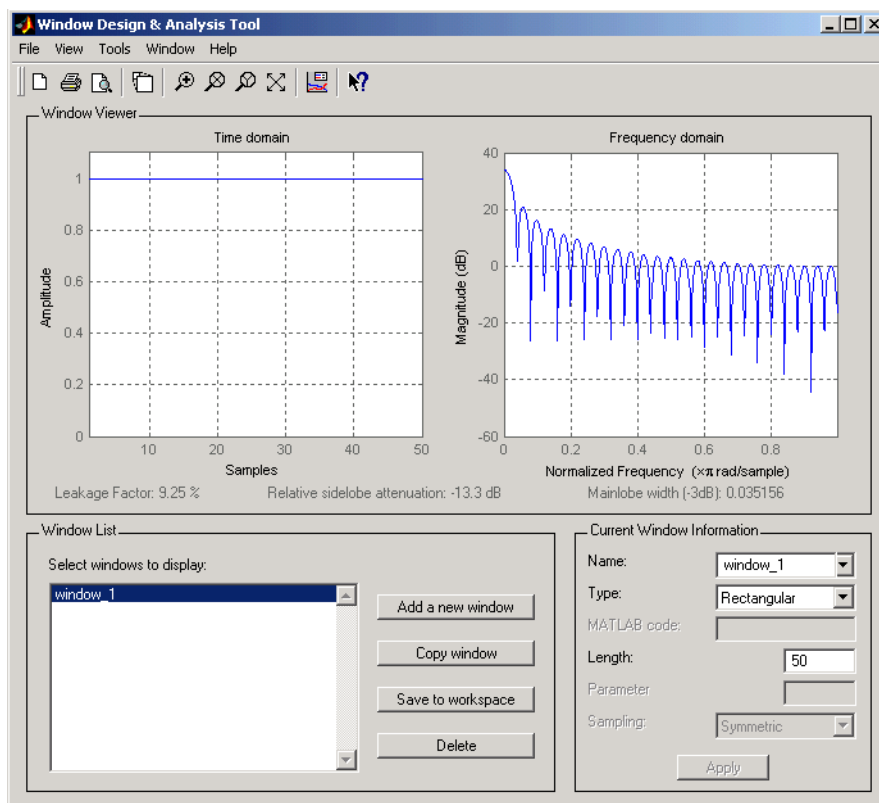 Window Design & Analysis Tool
File View Tools Window Help
Window Viewer
Time domain
Frequency domain
1
0.8
0.6
0.4
0.2
0
Amplitude
10 20 30 40 50
Samples
40
20
0
-20
-40
-60
Magnitude (dB)
0 0.2 0.4 0.6 0.8
Normalized Frequency (×π rad/sample)
Leakage Factor: 9.25 %
Relative sidelobe attenuation: -13.3 dB
Mainlobe width (-3dB): 0.035156
Window List
Select windows to display:
window_1
Add a new window
Copy window
Save to workspace
Delete
Current Window Information
Name: window_1
Type: Rectangular
MATLAB code:
Length: 50
Parameter
Sampling: Symmetric
Apply